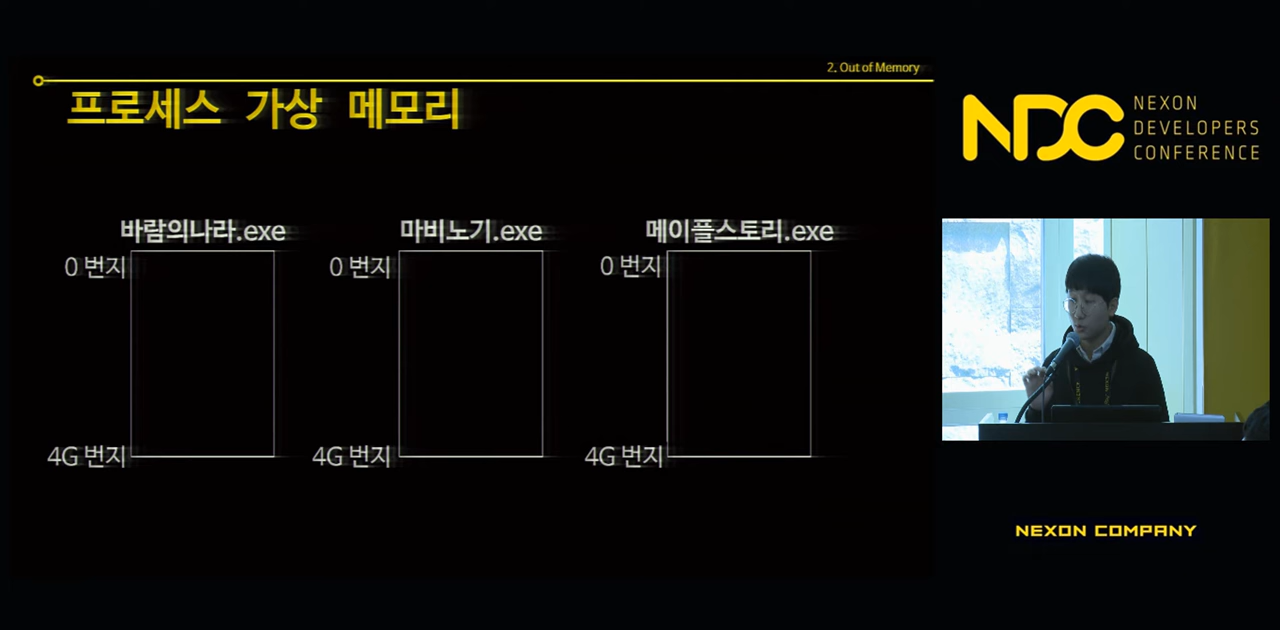 2. Out of Memory
프로세스 가상 메모리
바람의나라.exe
0 번지
4G 번지
마비노기.exe
0 번지
4G 번지
메이플스토리.exe
0 번지
4G 번지
NDC
NEXON
DEVELOPERS
CONFERENCE
NEXON COMPANY